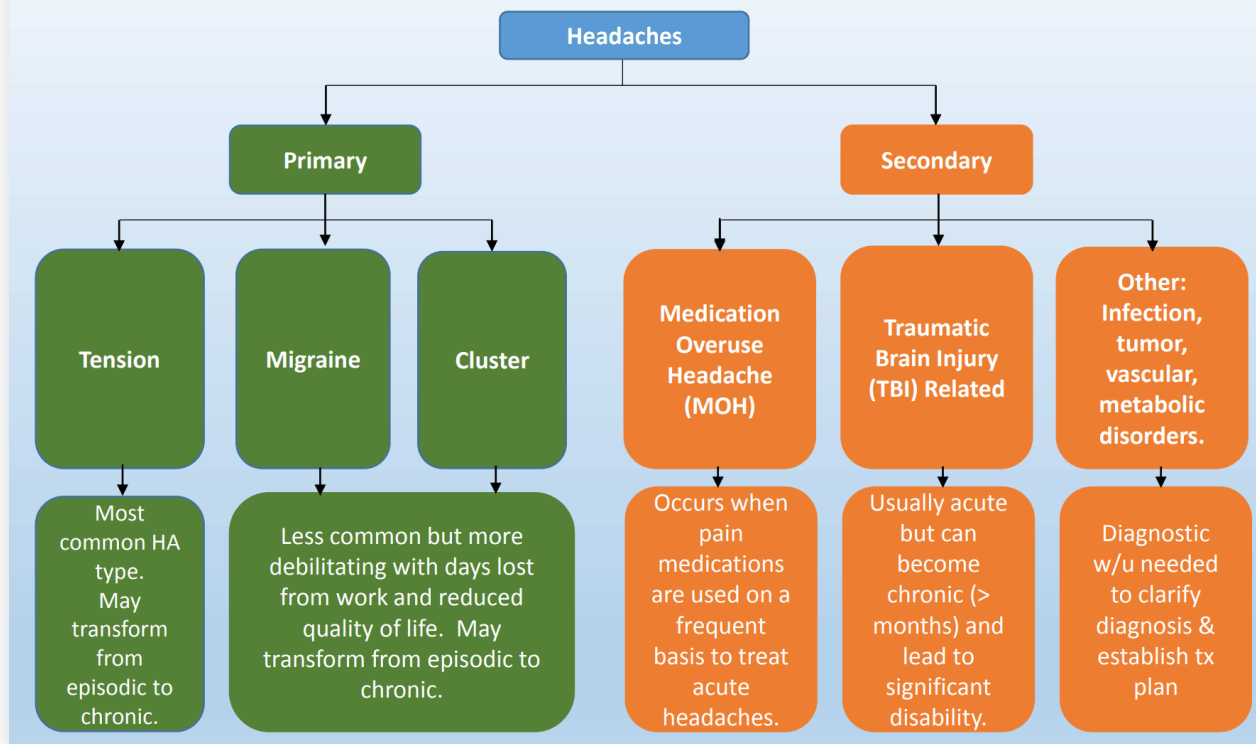 Headaches
Primary
Secondary
Tension
Migraine
Cluster
Medication
Overuse
Headache
(MOH)
Traumatic
Brain Injury
(TBI) Related
Other:
Infection,
tumor,
vascular,
metabolic
disorders.
Most
common HA
type.
May
transform
from
episodic to
chronic.
Less common but more
debilitating with days lost
from work and reduced
quality of life.  May
transform from episodic to
chronic.
Occurs when
pain
medications
are used on a
frequent
basis to treat
acute
headaches.
Usually acute
but can
become
chronic (>
months) and
lead to
significant
disability.
Diagnostic
w/u needed
to clarify
diagnosis &
establish tx
plan